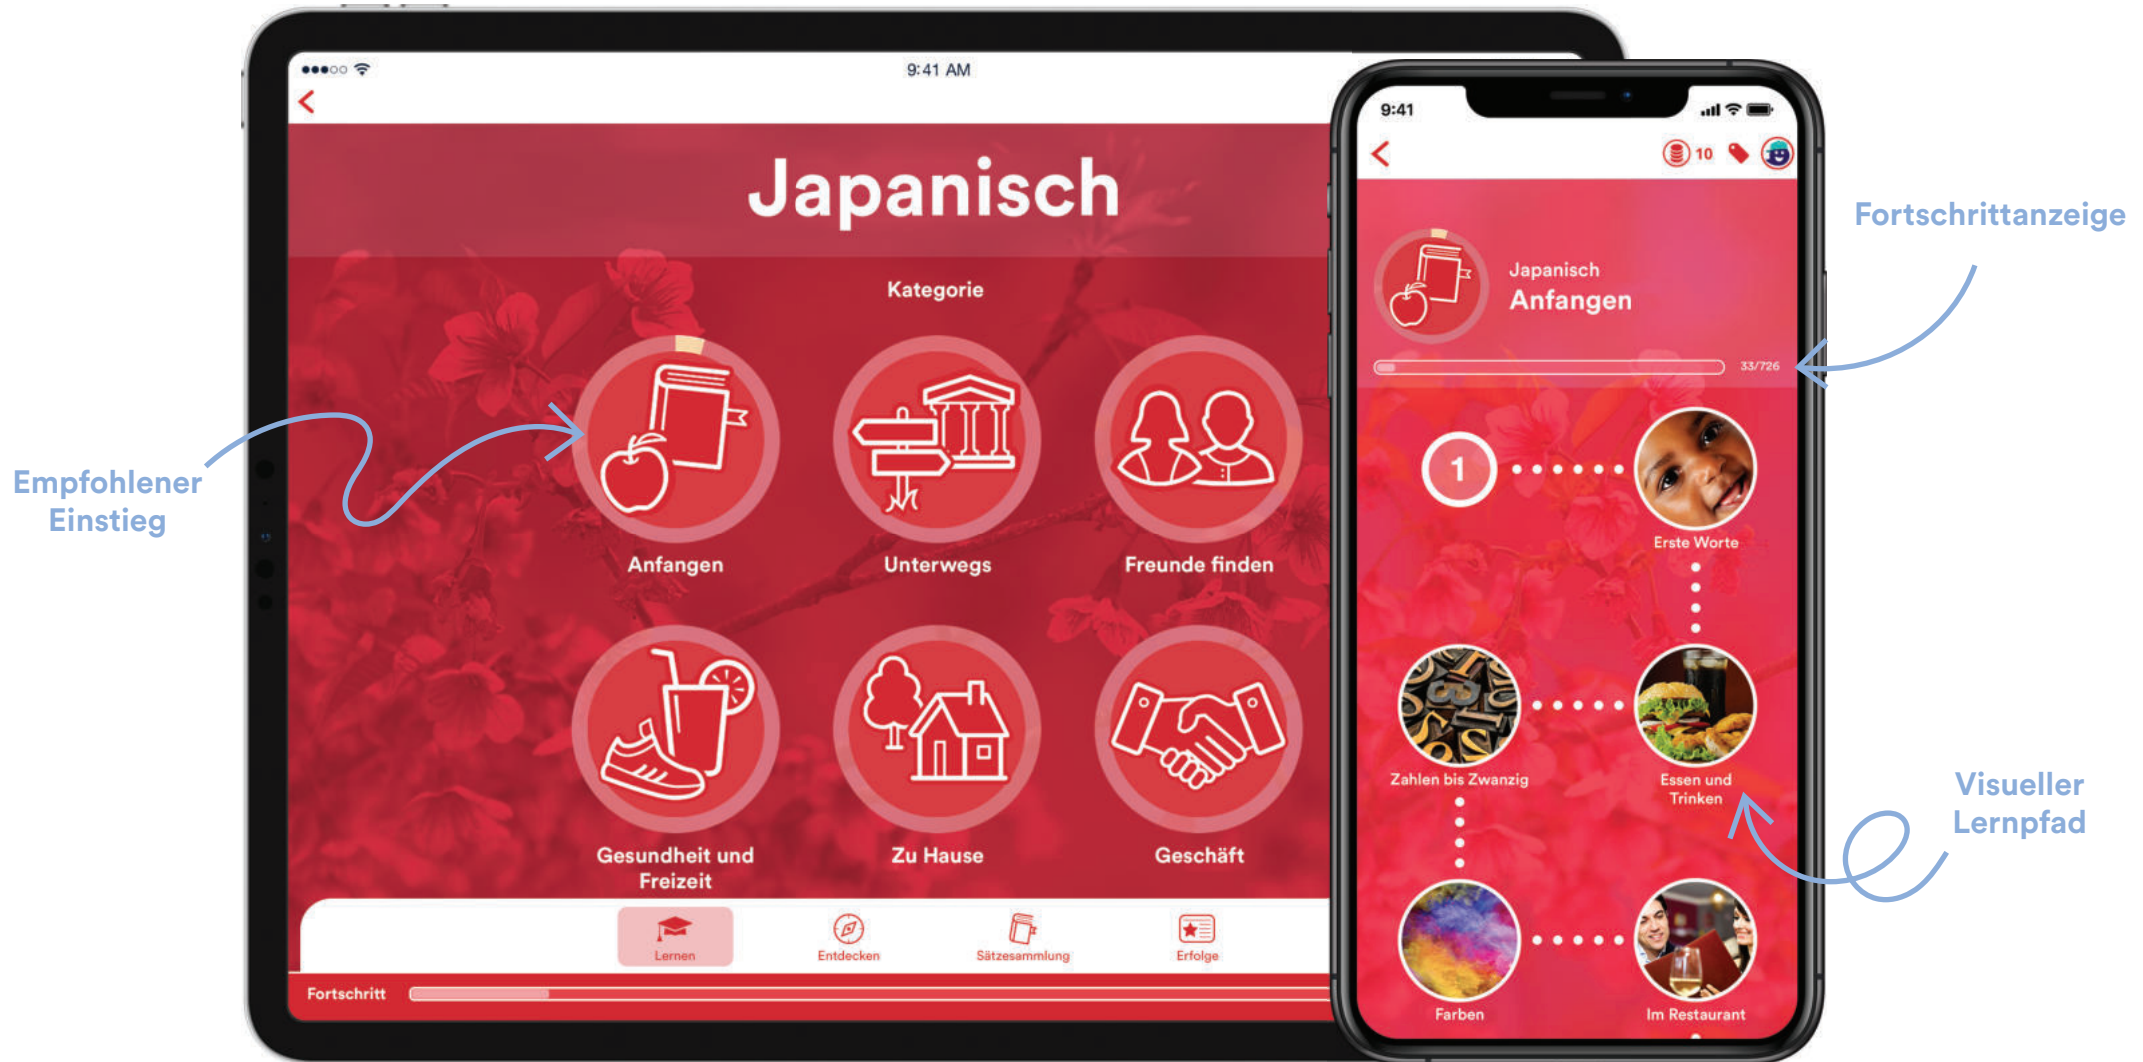 9:41 AM
Japanisch
Kategorie
Anfangen
Unterwegs
Freunde finden
Gesundheit und
Freizeit
Zu Hause
Geschäft
Lernen
Entdecken
Sätzesammlung
Erfolge
Fortschritt
Empfohlener
Einstieg
9:41
10
Japanisch
Anfangen
33/726
1
Erste Worte
Zahlen bis Zwanzig
Essen und
Trinken
Farben
Im Restaurant
Fortschrittanzeige
Visueller
Lernpfad